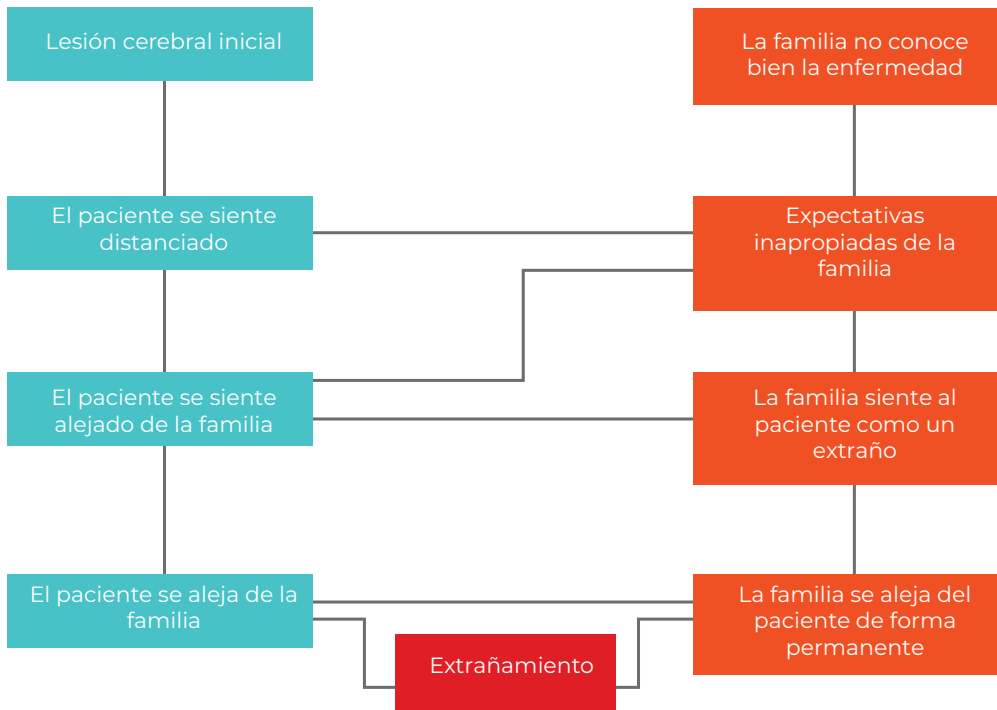 Lesión cerebral inicial
La familia no conoce
bien la enfermedad
El paciente se siente
distanciado
Expectativas
inapropiadas de la
familia
El paciente se siente
alejado de la familia
La familia siente al
paciente como un
extraño
El paciente se aleja de la
familia
La familia se aleja del
paciente de forma
permanente
Extrañamiento